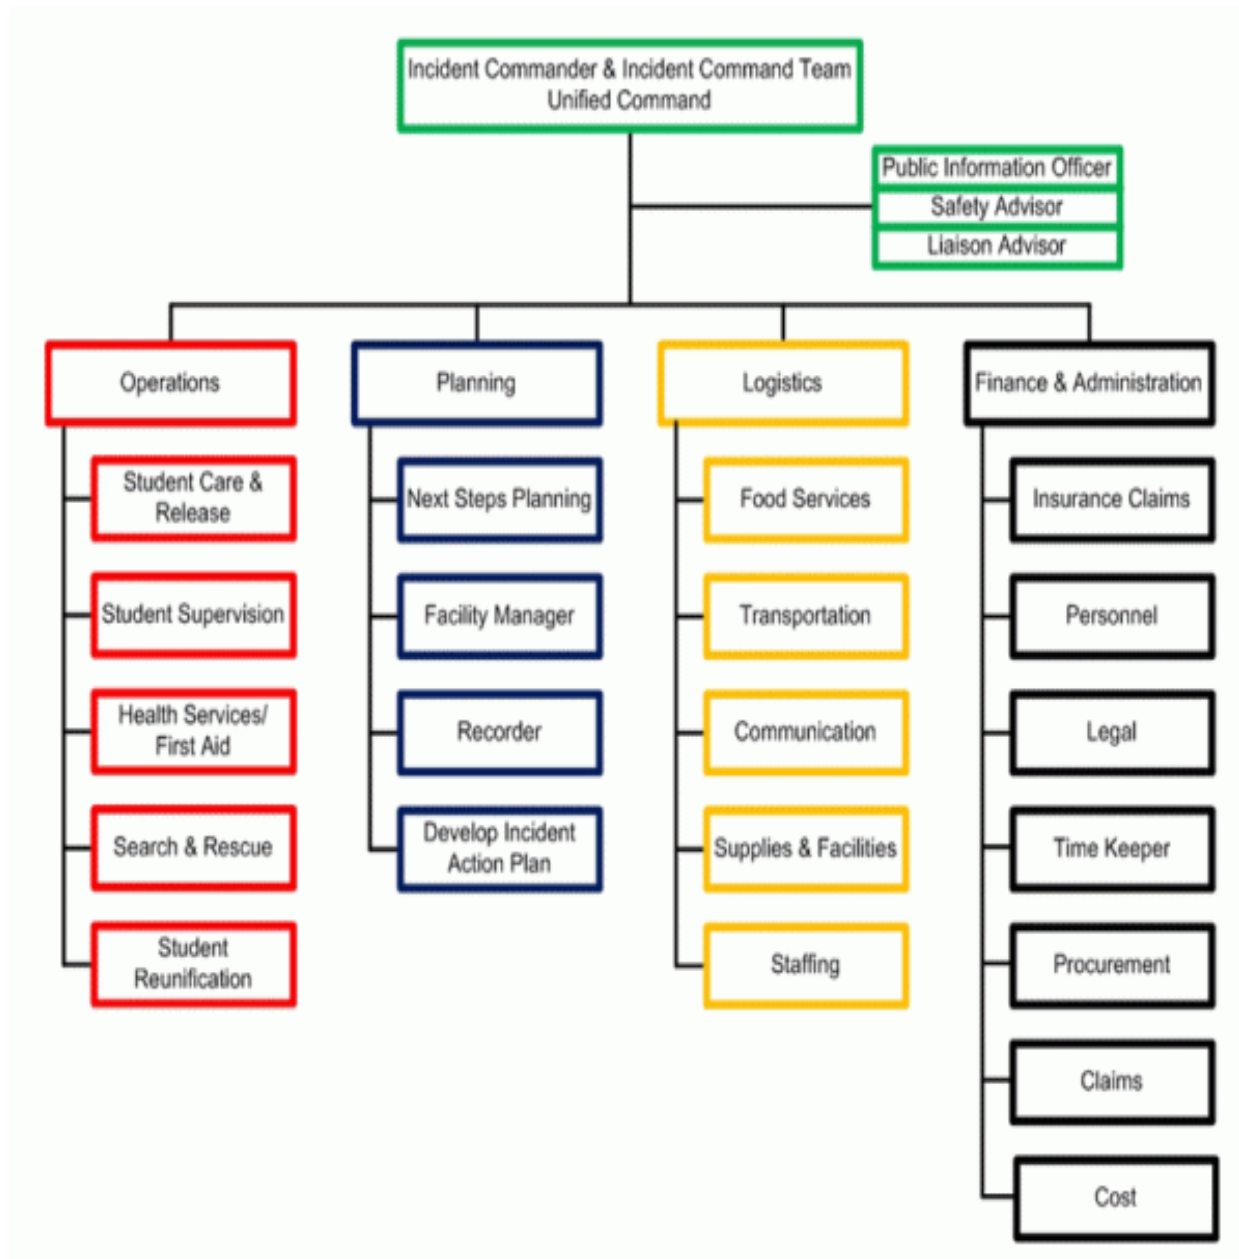 Incident Commander & Incident Command Team
Unified Command
Public Information Officer
Safety Advisor
Liaison Advisor
Operations
Student Care &
Release
Student Supervision
Health Services/
First Aid
Search & Rescue
Student
Reunification
Planning
Next Steps Planning
Facility Manager
Recorder
Develop Incident
Action Plan
Logistics
Food Services
Transportation
Communication
Supplies & Facilities
Staffing
Finance & Administration
Insurance Claims
Personnel
Legal
Time Keeper
Procurement
Claims
Cost